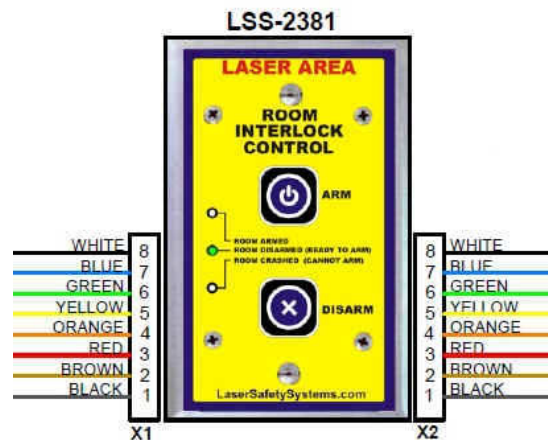 LSS-2381
LASER AREA
ROOM
INTERLOCK
CONTROL
ARM
ROOM ARMED
ROOM DISARMED (READY TO ARM)
ROOM CRASHED (CANNOT ARM)
DISARM
LaserSafetySystems.com
WHITE 8
BLUE 7
GREEN 6
YELLOW 5
ORANGE 4
RED 3
BROWN 2
BLACK 1
X1
8 WHITE
7 BLUE
6 GREEN
5 YELLOW
4 ORANGE
3 RED
2 BROWN
1 BLACK
X2